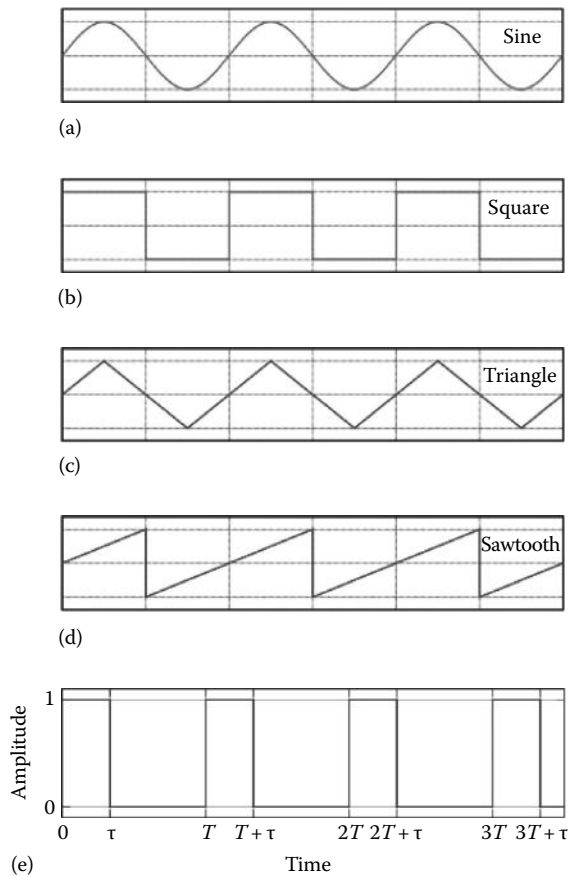 Sine
(a)
Square
(b)
Triangle
(c)
Sawtooth
(d)
Amplitude
1
0
0 τ T T + τ 2T 2T + τ 3T 3T + τ
(e)
Time